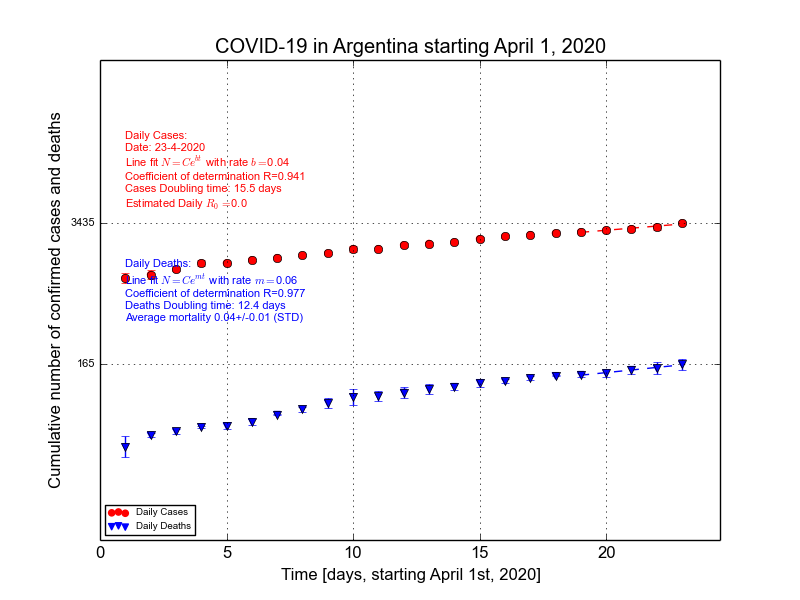 COVID-19 in Argentina starting April 1, 2020
Cumulative number of confirmed cases and deaths
Daily Cases:
Date: 23-4-2020
Line fit N = Ce^{bt} with rate b =0.04
Coefficient of determination R=0.941
Cases Doubling time: 15.5 days
Estimated Daily R_0 =0.0
3435
Daily Deaths:
Line fit N = Ce^{mt} with rate m =0.06
Coefficient of determination R=0.977
Deaths Doubling time: 12.4 days
Average mortality 0.04+/-0.01 (STD)
165
Daily Cases
Daily Deaths
0 5 10 15 20
Time [days, starting April 1st, 2020]